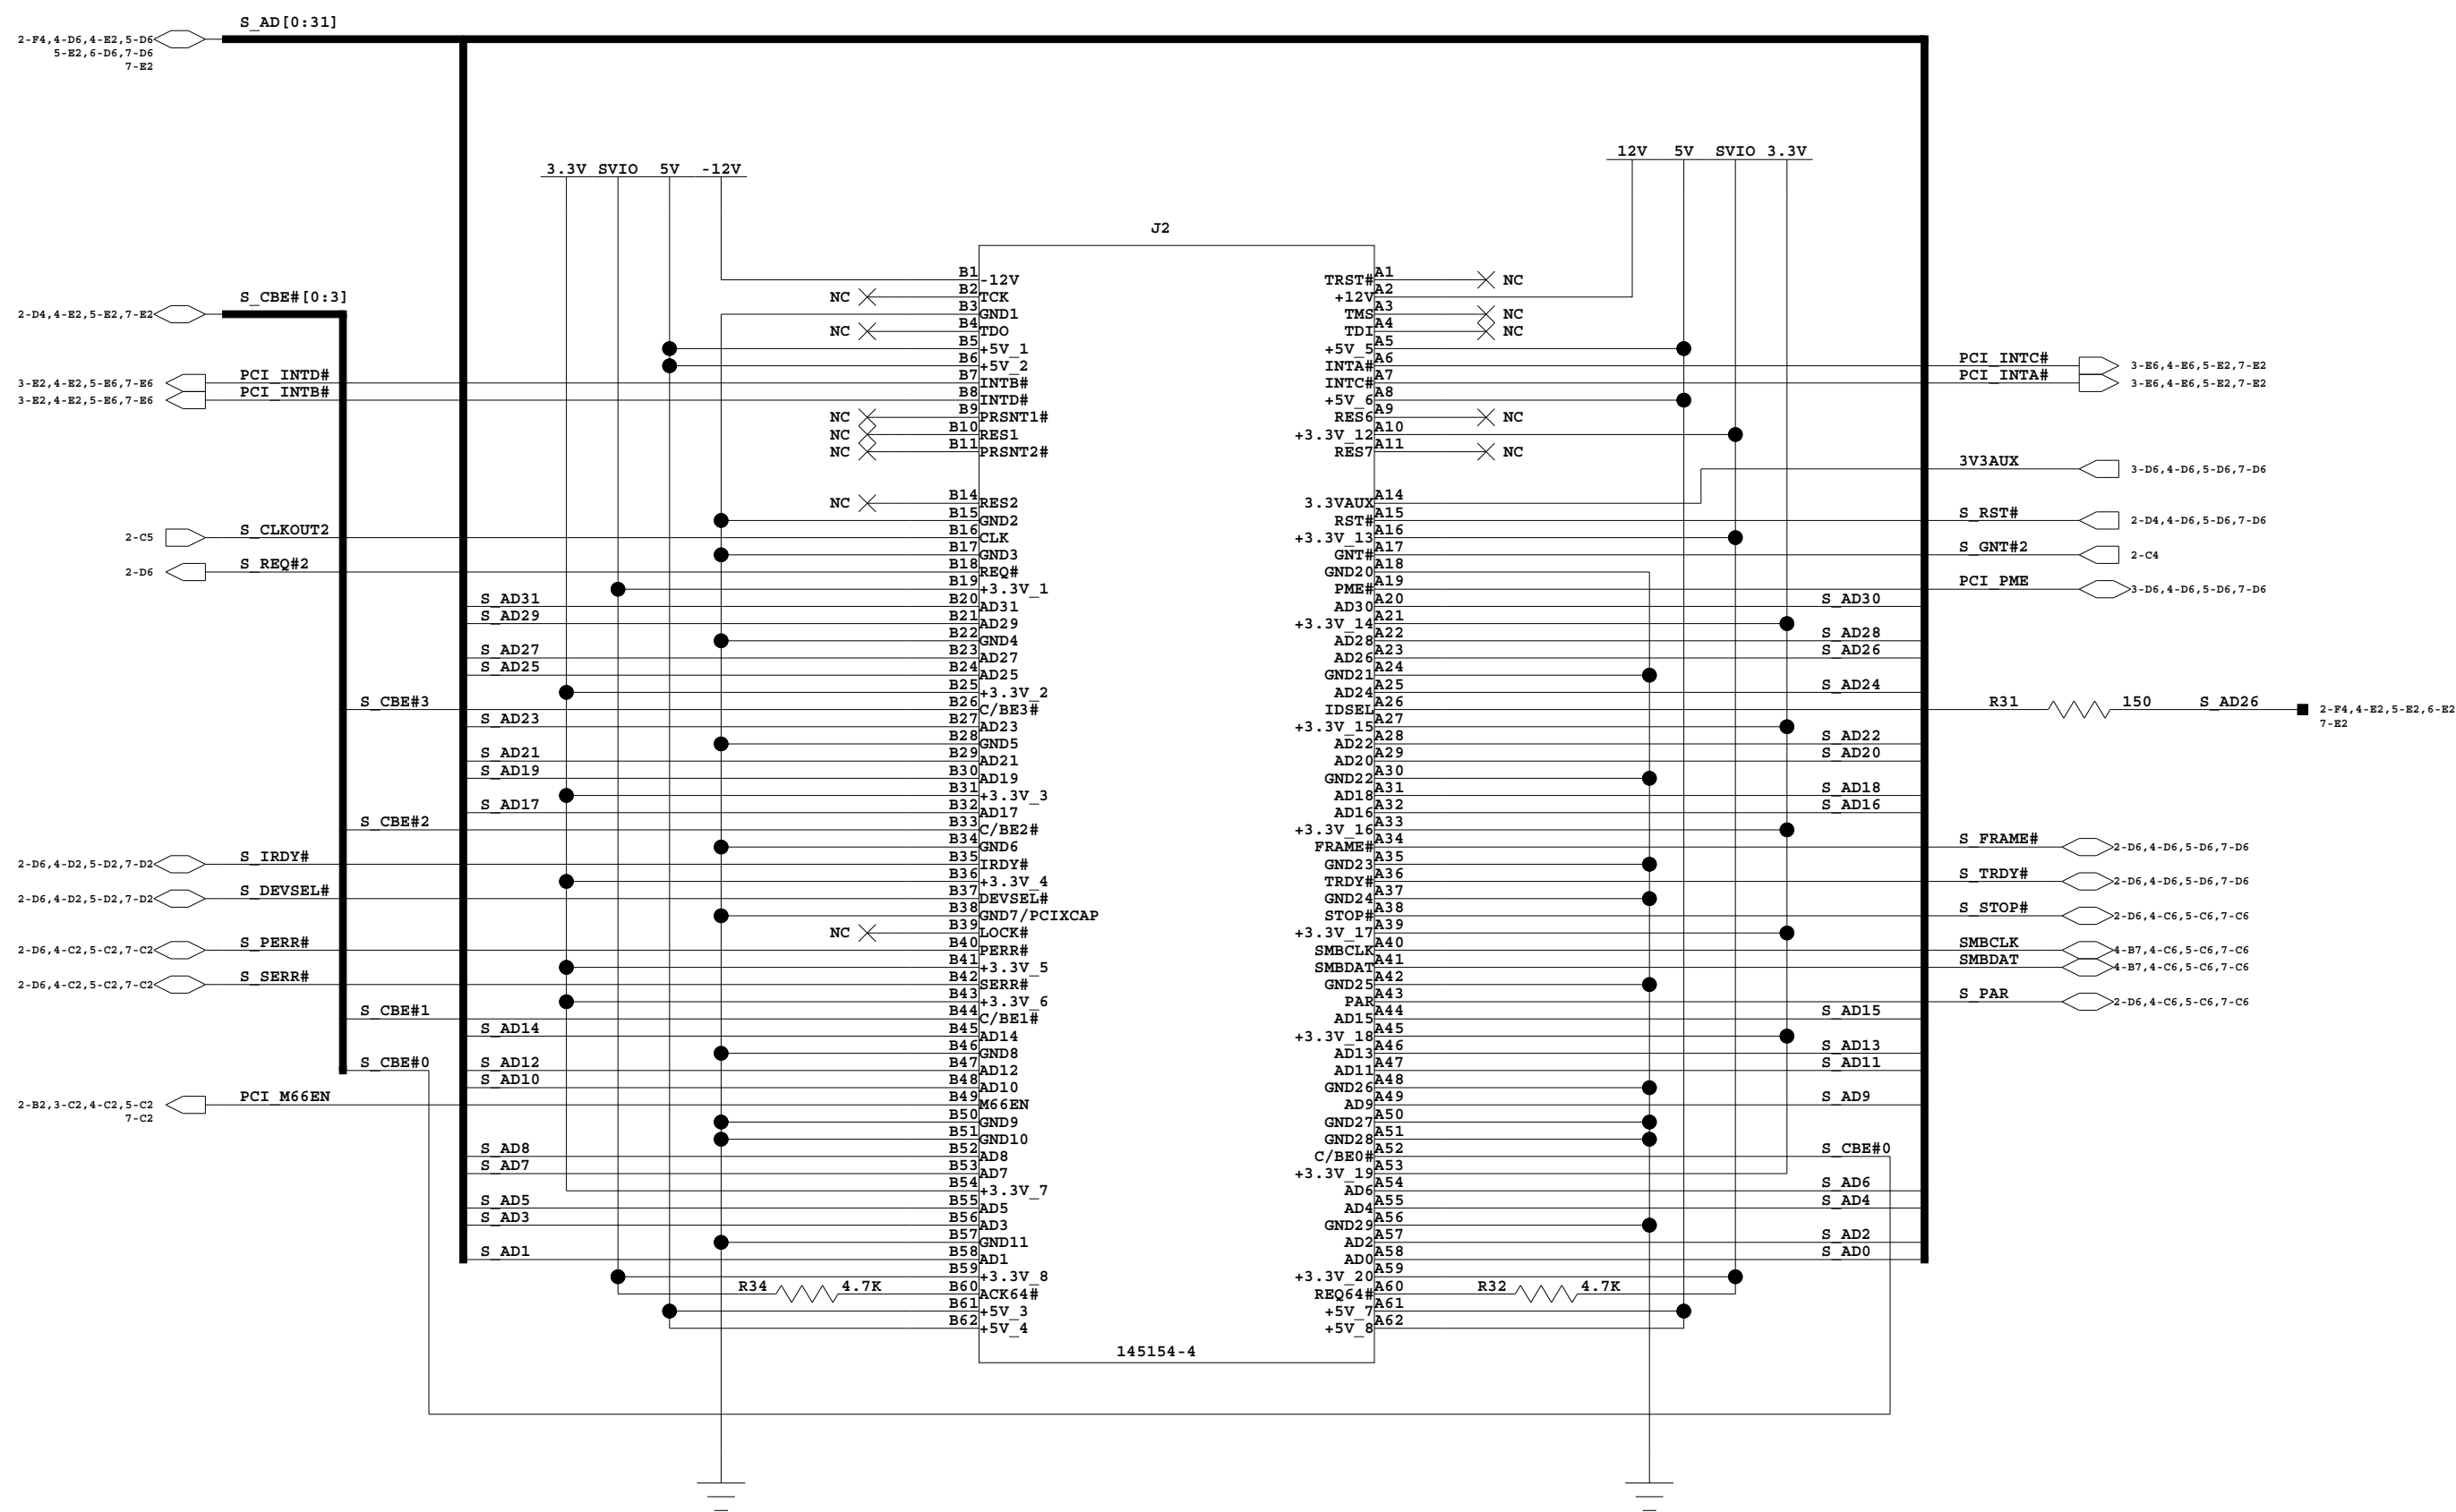 S_AD[0:31]
2-F4,4-D6,4-E2,5-D6
5-E2,6-D6,7-D6
7-E2
3.3V SVIO 5V -12V
12V 5V SVIO 3.3V
J2
B1 -12V TRST# A1 NC
NC B2 TCK +12V A2
S_CBE#[0:3]
2-D4,4-E2,5-E2,7-E2 B3 GND1 TMS A3 NC
NC B4 TDO TDI A4 NC
B5 +5V_1 +5V_5 A5
B6 +5V_2 INTA# A6 PCI_INTC# 3-E6,4-E6,5-E2,7-E2
3-E2,4-E2,5-E6,7-E6 PCI_INTD# B7 INTB# INTC# A7 PCI_INTA# 3-E6,4-E6,5-E2,7-E2
3-E2,4-E2,5-E6,7-E6 PCI_INTB# B8 INTD# +5V_6 A8
NC B9 PRSNT1# RES6 A9 NC
NC B10 RES1 +3.3V_12 A10
NC B11 PRSNT2# RES7 A11 NC
3V3AUX 3-D6,4-D6,5-D6,7-D6
NC B14 RES2 3.3VAUX A14
B15 GND2 RST# A15 S_RST# 2-D4,4-D6,5-D6,7-D6
2-C5 S_CLKOUT2 B16 CLK +3.3V_13 A16
B17 GND3 GNT# A17 S_GNT#2 2-C4
2-D6 S_REQ#2 B18 REQ# GND20 A18
B19 +3.3V_1 PME# A19 PCI_PME 3-D6,4-D6,5-D6,7-D6
S_AD31 B20 AD31 AD30 A20 S_AD30
S_AD29 B21 AD29 +3.3V_14 A21
B22 GND4 AD28 A22 S_AD28
S_AD27 B23 AD27 AD26 A23 S_AD26
S_AD25 B24 AD25 GND21 A24
B25 +3.3V_2 AD24 A25 S_AD24
S_CBE#3 B26 C/BE3# IDSEL A26 R31 150 S_AD26 2-F4,4-E2,5-E2,6-E2
7-E2
S_AD23 B27 AD23 +3.3V_15 A27
B28 GND5 AD22 A28 S_AD22
S_AD21 B29 AD21 AD20 A29 S_AD20
S_AD19 B30 AD19 GND22 A30
B31 +3.3V_3 AD18 A31 S_AD18
S_AD17 B32 AD17 AD16 A32 S_AD16
S_CBE#2 B33 C/BE2# +3.3V_16 A33
B34 GND6 FRAME# A34 S_FRAME# 2-D6,4-D6,5-D6,7-D6
2-D6,4-D2,5-D2,7-D2 S_IRDY# B35 IRDY# GND23 A35
B36 +3.3V_4 TRDY# A36 S_TRDY# 2-D6,4-D6,5-D6,7-D6
2-D6,4-D2,5-D2,7-D2 S_DEVSEL# B37 DEVSEL# GND24 A37
B38 GND7/PCIXCAP STOP# A38 S_STOP# 2-D6,4-C6,5-C6,7-C6
NC B39 LOCK# +3.3V_17 A39
2-D6,4-C2,5-C2,7-C2 S_PERR# B40 PERR# SMBCLK A40 SMBCLK 4-B7,4-C6,5-C6,7-C6
B41 +3.3V_5 SMBDAT A41 SMBDAT 4-B7,4-C6,5-C6,7-C6
2-D6,4-C2,5-C2,7-C2 S_SERR# B42 SERR# GND25 A42
B43 +3.3V_6 PAR A43 S_PAR 2-D6,4-C6,5-C6,7-C6
S_CBE#1 B44 C/BE1# AD15 A44 S_AD15
S_AD14 B45 AD14 +3.3V_18 A45
B46 GND8 AD13 A46 S_AD13
S_CBE#0 S_AD12 B47 AD12 AD11 A47 S_AD11
S_AD10 B48 AD10 GND26 A48
2-B2,3-C2,4-C2,5-C2 PCI_M66EN B49 M66EN AD9 A49 S_AD9
7-C2
B50 GND9 GND27 A50
B51 GND10 GND28 A51
S_AD8 B52 AD8 C/BE0# A52 S_CBE#0
S_AD7 B53 AD7 +3.3V_19 A53
B54 +3.3V_7 AD6 A54 S_AD6
S_AD5 B55 AD5 AD4 A55 S_AD4
S_AD3 B56 AD3 GND29 A56
B57 GND11 AD2 A57 S_AD2
S_AD1 B58 AD1 AD0 A58 S_AD0
B59 +3.3V_8 +3.3V_20 A59
R34 4.7K B60 ACK64# REQ64# A60 R32 4.7K
B61 +5V_3 +5V_7 A61
B62 +5V_4 +5V_8 A62
145154-4